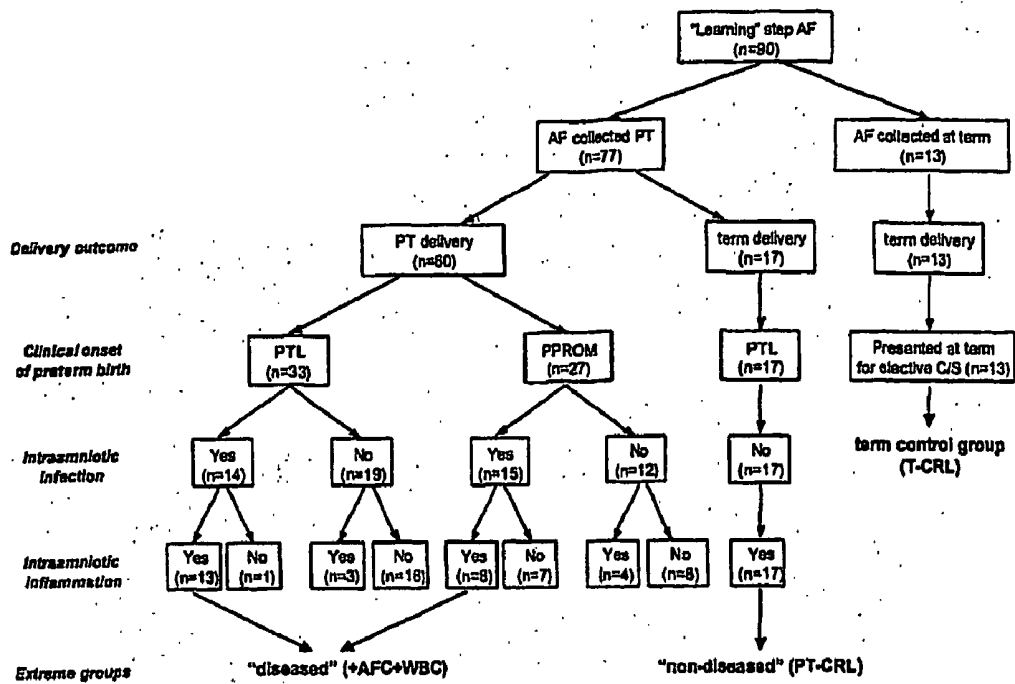 "Learning" step AF
(n=90)
AF collected PT
(n=77)
AF collected at term
(n=13)
Delivery outcome
PT delivery
(n=60)
term delivery
(n=17)
term delivery
(n=13)
Clinical onset
of preterm birth
PTL
(n=33)
PPROM
(n=27)
PTL
(n=17)
Presented at term
for elective C/S (n=13)
Intraamniotic
infection
Yes
(n=14)
No
(n=19)
Yes
(n=15)
No
(n=12)
No
(n=17)
term control group
(T-CRL)
Intraamniotic
inflammation
Yes
(n=13)
No
(n=1)
Yes
(n=3)
No
(n=16)
Yes
(n=8)
No
(n=7)
Yes
(n=4)
No
(n=8)
Yes
(n=17)
Extreme groups
"diseased" (+AFC+WBC)
"non-diseased" (PT-CRL)